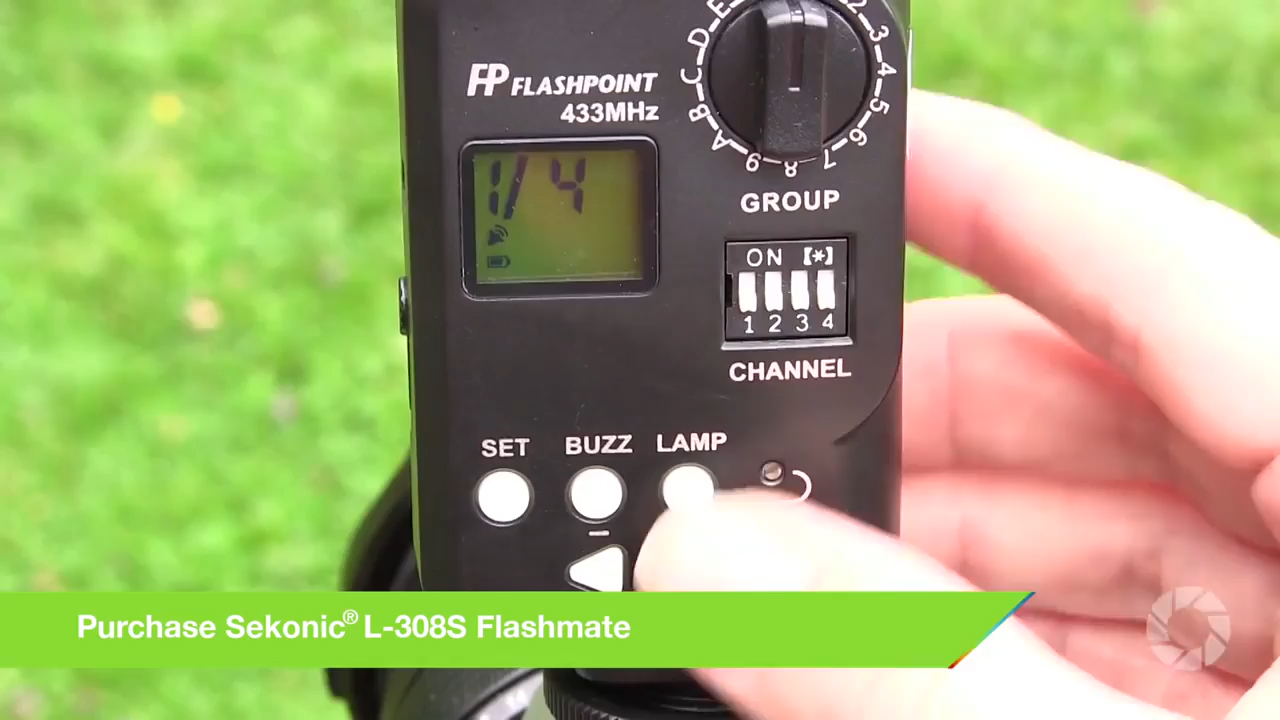 FP FLASHPOINT
433MHz
1/4
E
D
C
B
A
2
3
4
5
6
7
8
9
GROUP
ON [*]
1 2 3 4
CHANNEL
SET BUZZ LAMP
Purchase Sekonic® L-308S Flashmate